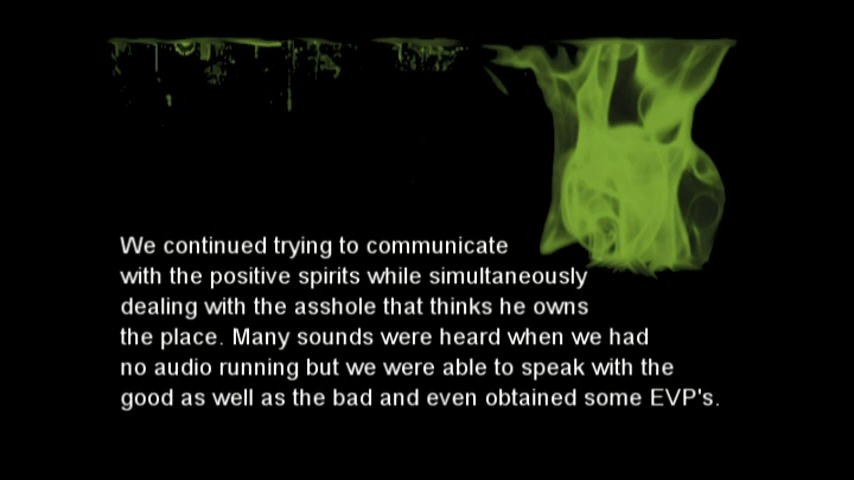 We continued trying to communicate
with the positive spirits while simultaneously
dealing with the asshole that thinks he owns
the place. Many sounds were heard when we had
no audio running but we were able to speak with the
good as well as the bad and even obtained some EVP's.